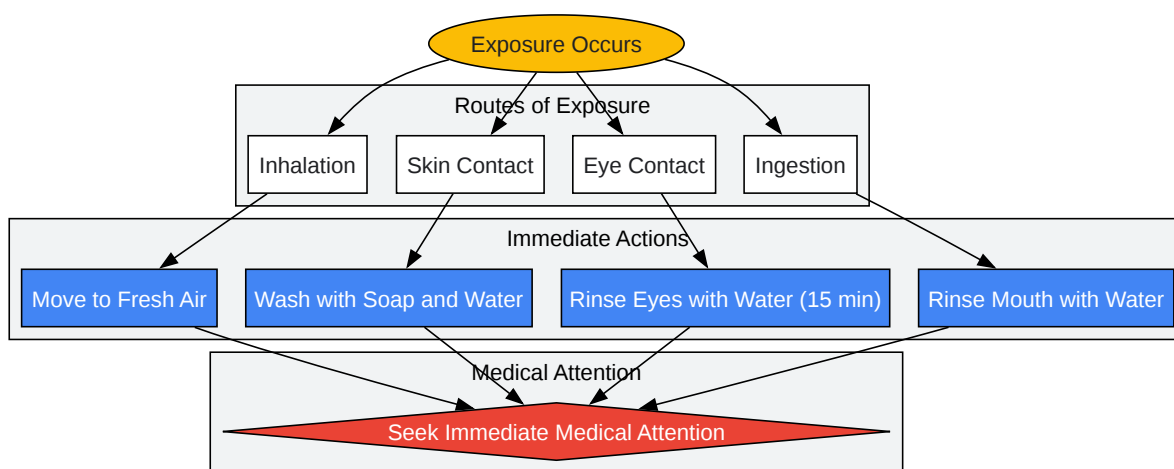 Exposure Occurs
Routes of Exposure
Inhalation
Skin Contact
Eye Contact
Ingestion
Immediate Actions
Move to Fresh Air
Wash with Soap and Water
Rinse Eyes with Water (15 min)
Rinse Mouth with Water
Medical Attention
Seek Immediate Medical Attention